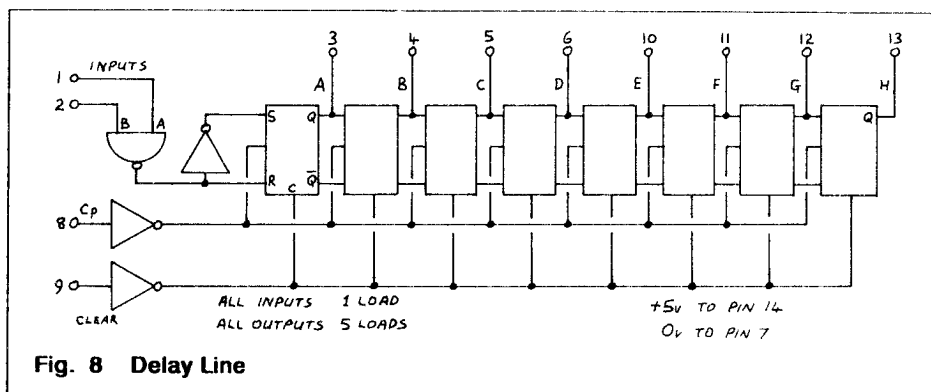 3 4 5 6 10 11 12 13
INPUTS
1
2
A B C D E F G H
B A
S Q Q
R Q̅
C
8 Cp
9
CLEAR
ALL INPUTS 1 LOAD
ALL OUTPUTS 5 LOADS
+5V TO PIN 14
0V TO PIN 7
Fig. 8 Delay Line